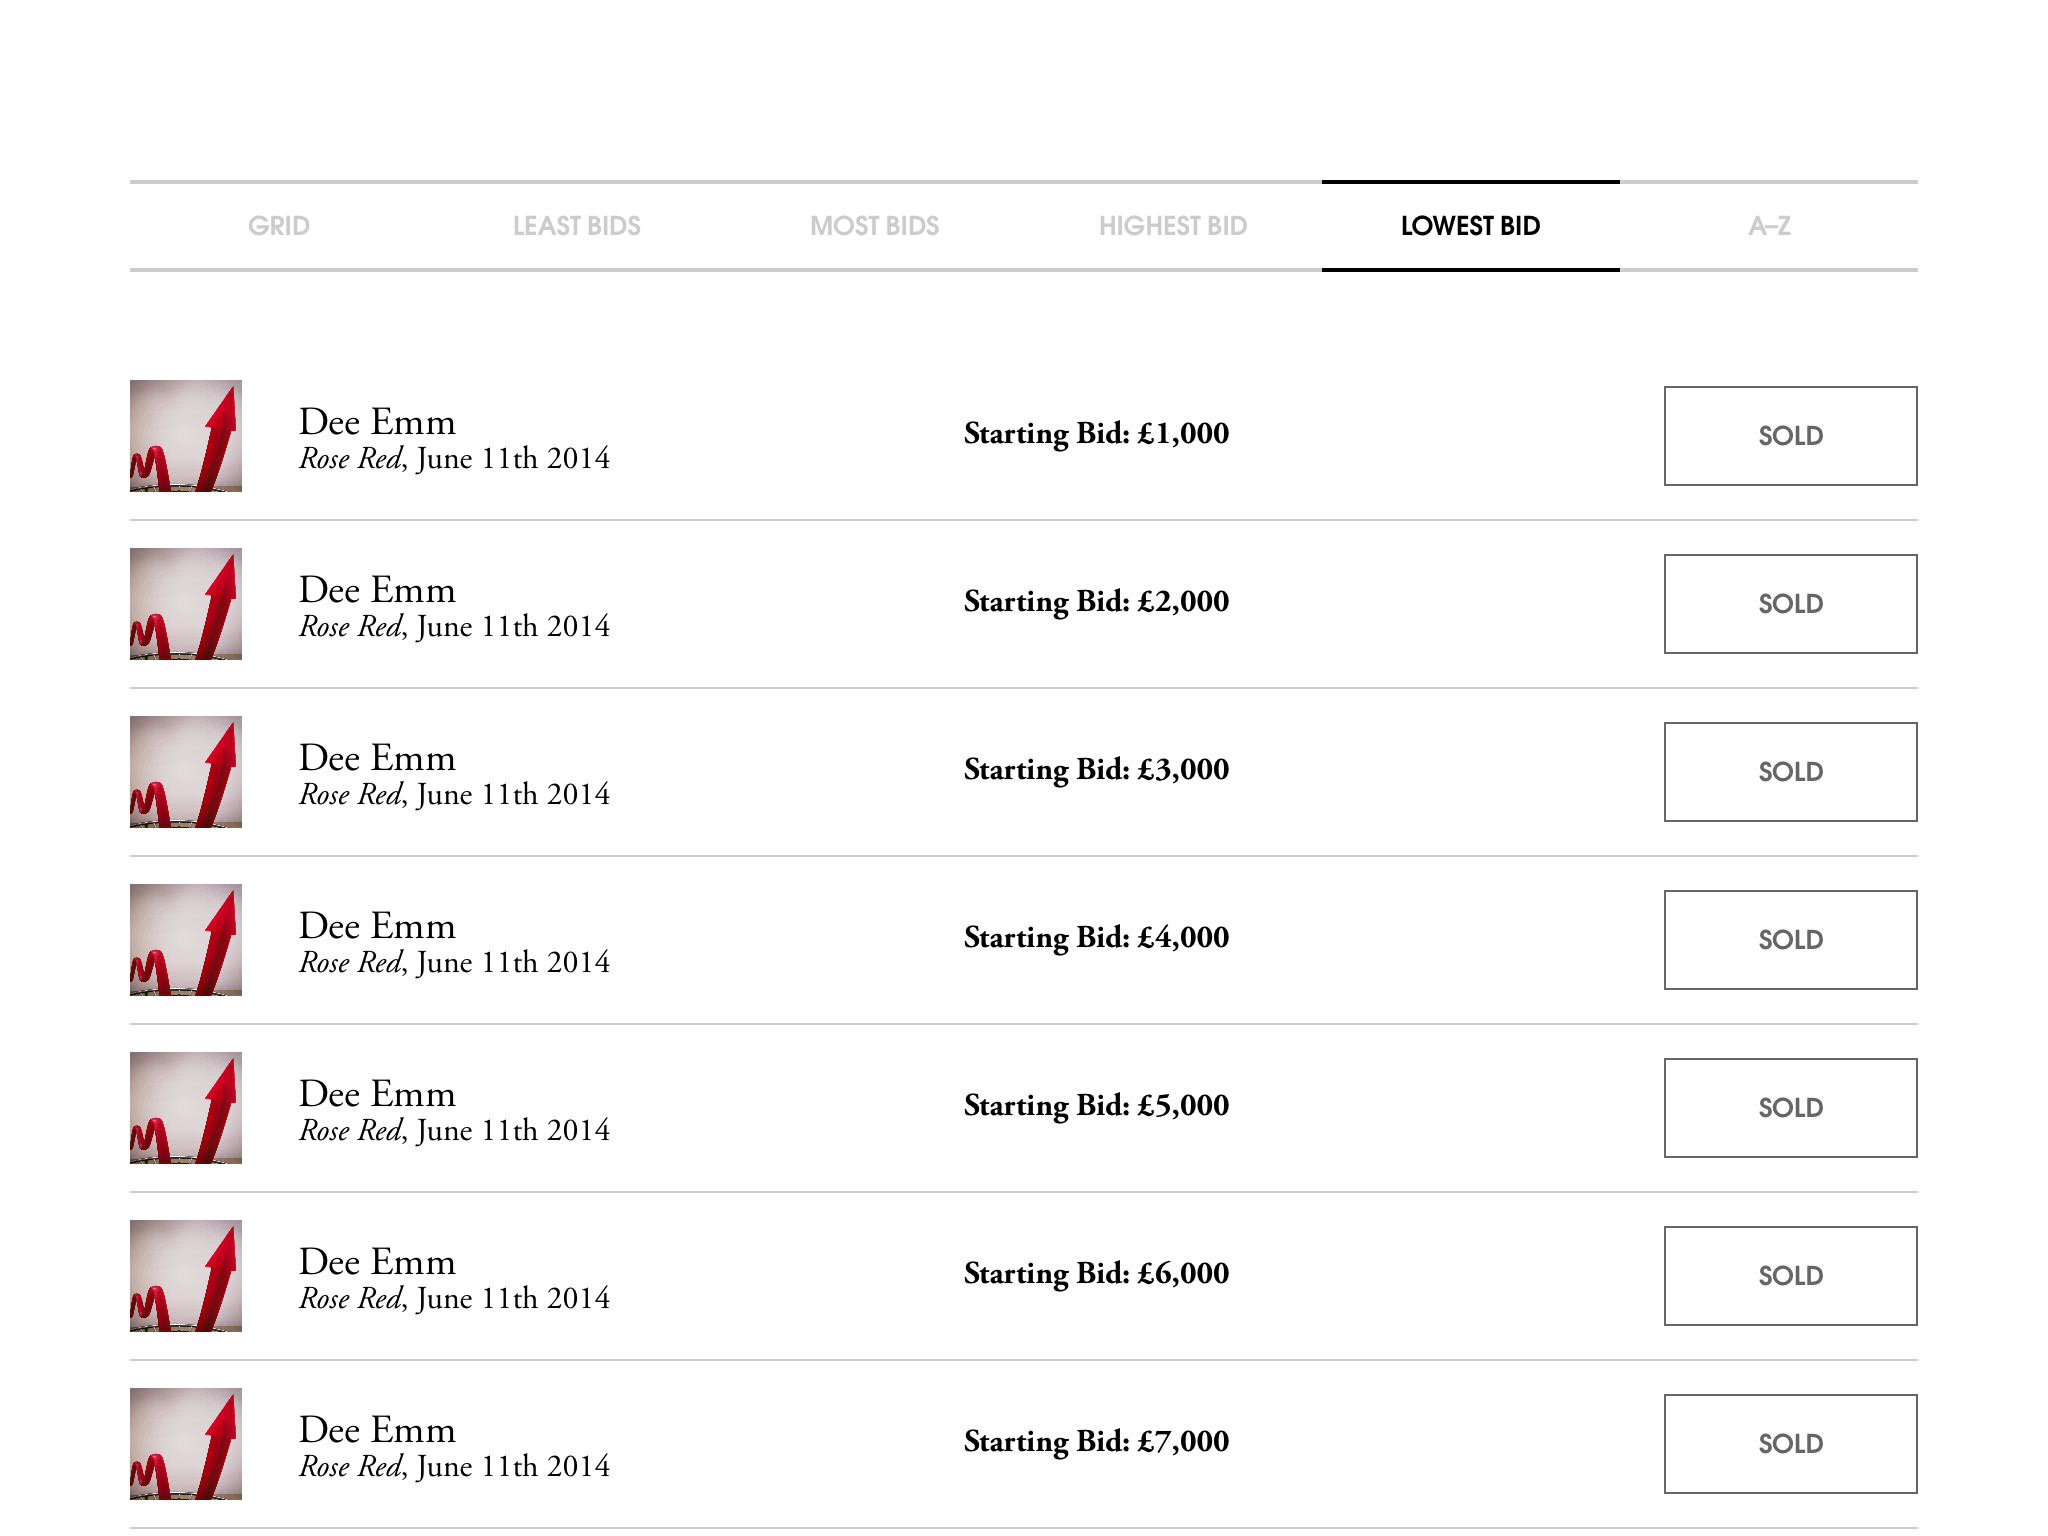 GRID LEAST BIDS MOST BIDS HIGHEST BID LOWEST BID A–Z
Dee Emm
Rose Red, June 11th 2014
Starting Bid: £1,000
SOLD
Dee Emm
Rose Red, June 11th 2014
Starting Bid: £2,000
SOLD
Dee Emm
Rose Red, June 11th 2014
Starting Bid: £3,000
SOLD
Dee Emm
Rose Red, June 11th 2014
Starting Bid: £4,000
SOLD
Dee Emm
Rose Red, June 11th 2014
Starting Bid: £5,000
SOLD
Dee Emm
Rose Red, June 11th 2014
Starting Bid: £6,000
SOLD
Dee Emm
Rose Red, June 11th 2014
Starting Bid: £7,000
SOLD